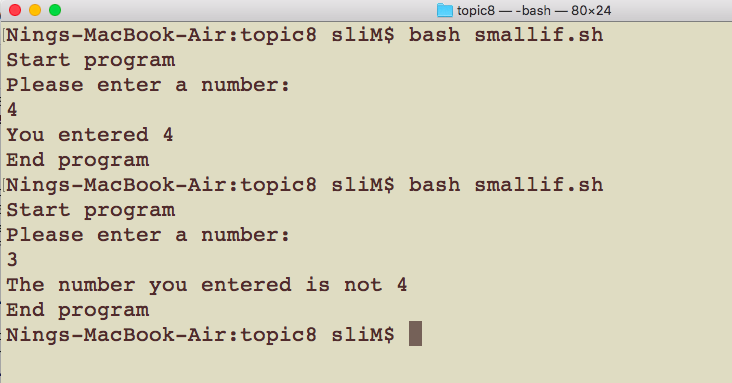 topic8 — -bash — 80×24
Nings-MacBook-Air:topic8 sliM$ bash smallif.sh
Start program
Please enter a number:
4
You entered 4
End program
Nings-MacBook-Air:topic8 sliM$ bash smallif.sh
Start program
Please enter a number:
3
The number you entered is not 4
End program
Nings-MacBook-Air:topic8 sliM$